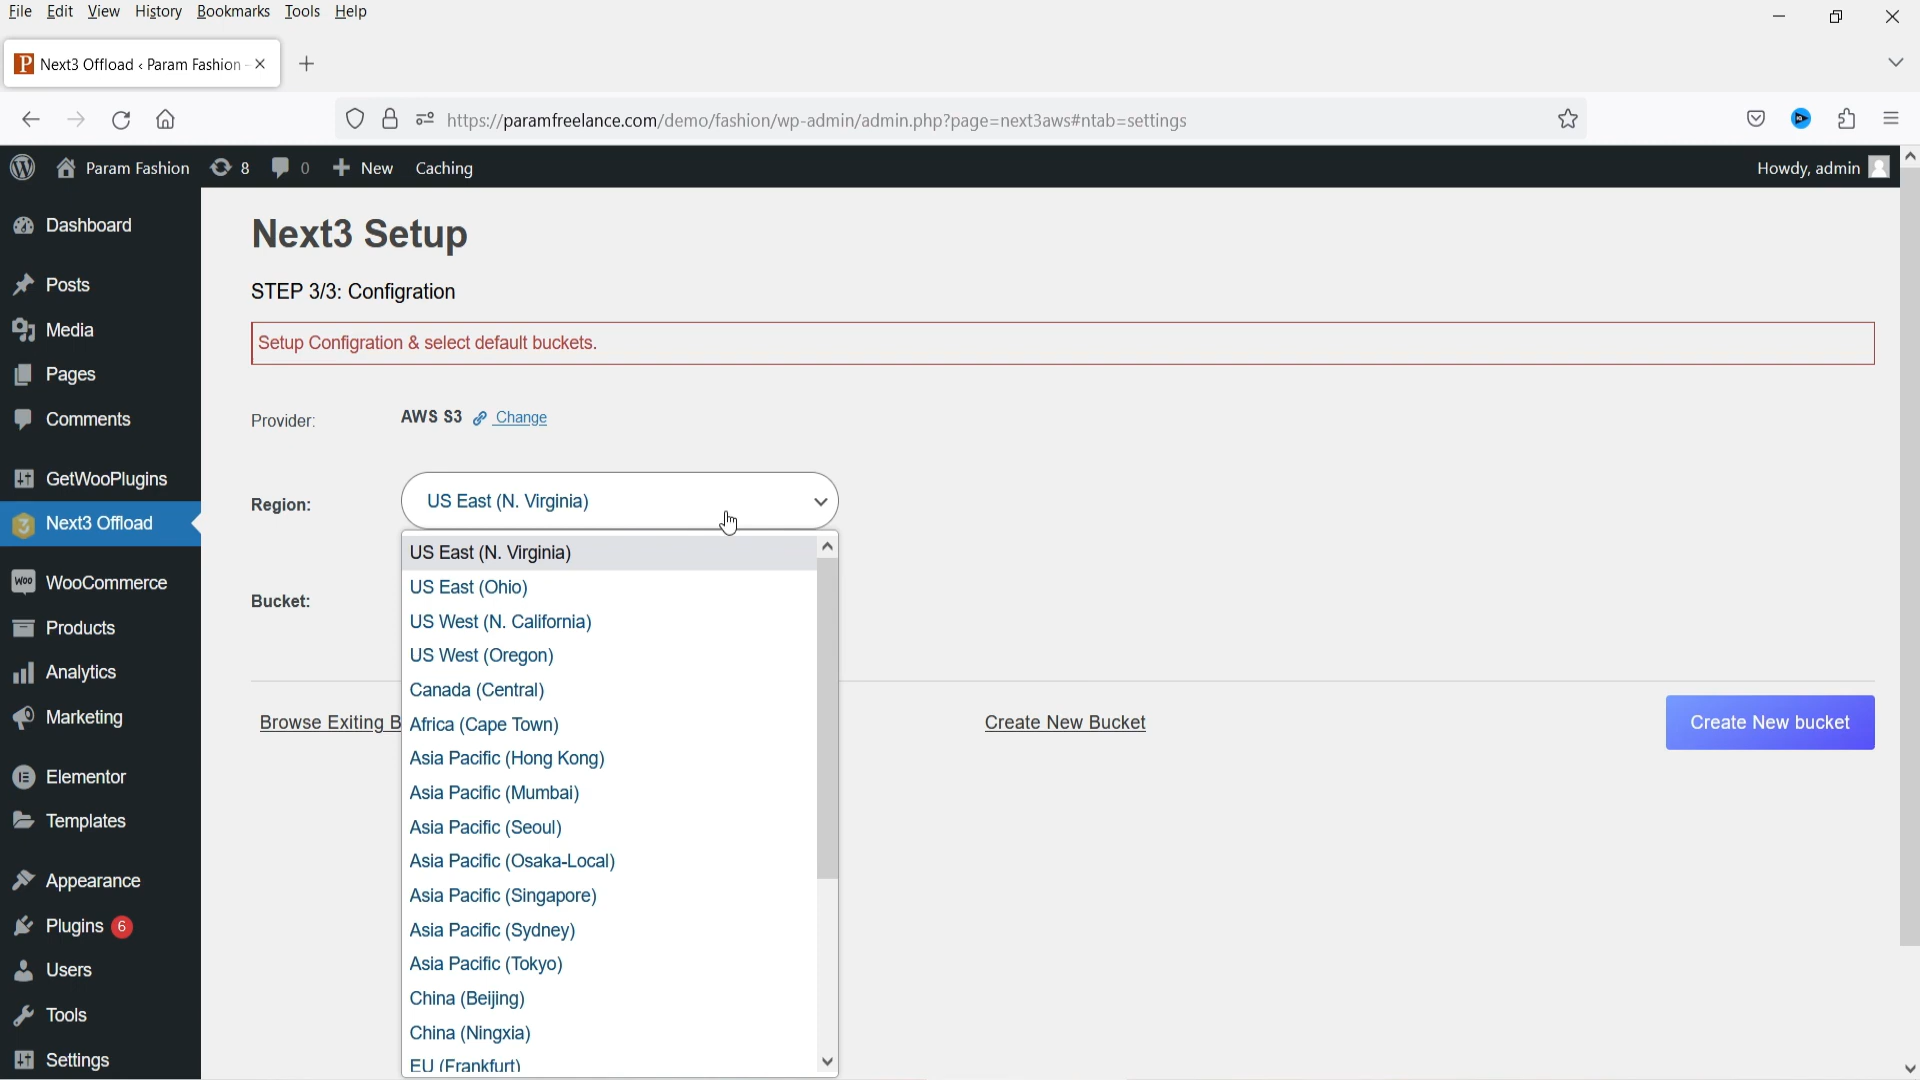 File Edit View History Bookmarks Tools Help
Next3 Offload ‹ Param Fashion -
https://paramfreelance.com/demo/fashion/wp-admin/admin.php?page=next3aws#ntab=settings
Param Fashion 8 0 New Caching Howdy, admin
Dashboard
Posts
Media
Pages
Comments
GetWooPlugins
Next3 Offload
WooCommerce
Products
Analytics
Marketing
Elementor
Templates
Appearance
Plugins 6
Users
Tools
Settings
Next3 Setup
STEP 3/3: Configration
Setup Configration & select default buckets.
Provider: AWS S3 Change
Region: US East (N. Virginia)
US East (N. Virginia)
US East (Ohio)
US West (N. California)
US West (Oregon)
Canada (Central)
Africa (Cape Town)
Asia Pacific (Hong Kong)
Asia Pacific (Mumbai)
Asia Pacific (Seoul)
Asia Pacific (Osaka-Local)
Asia Pacific (Singapore)
Asia Pacific (Sydney)
Asia Pacific (Tokyo)
China (Beijing)
China (Ningxia)
EU (Frankfurt)
Bucket:
Browse Exiting B
Create New Bucket
Create New bucket